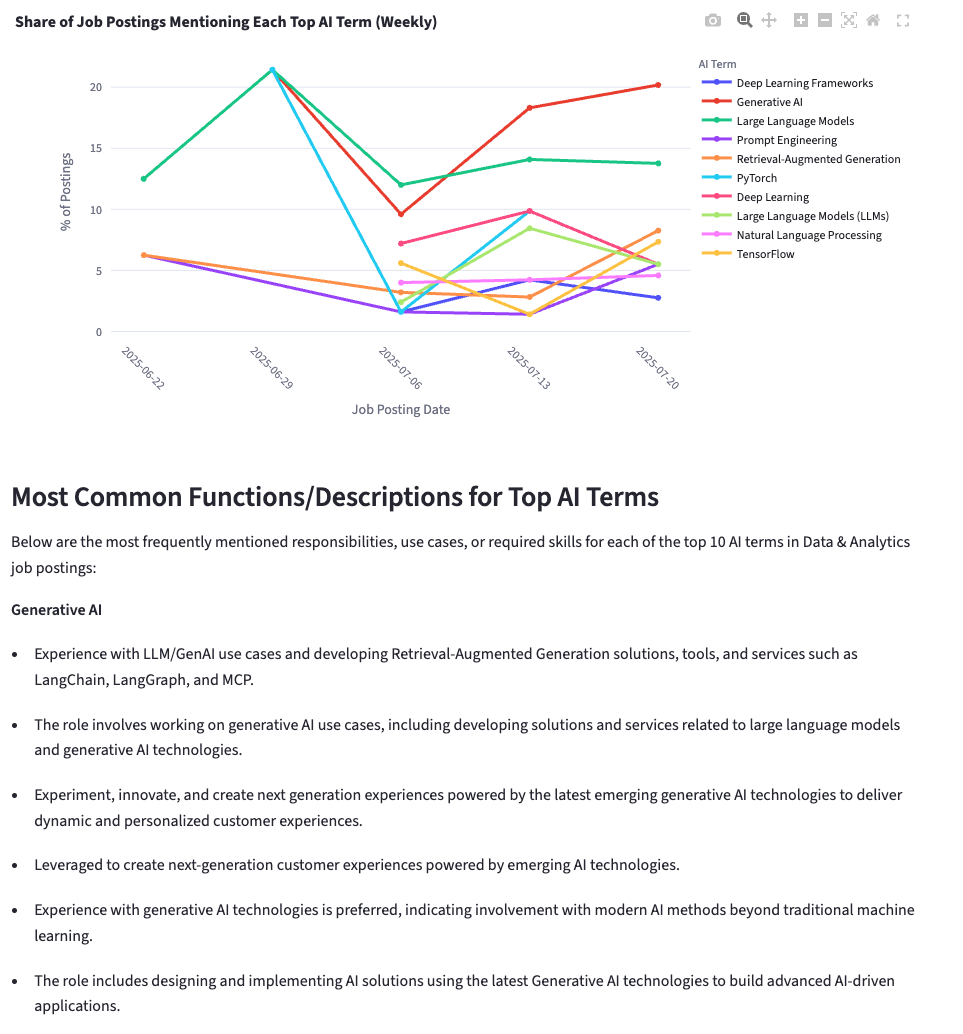 Share of Job Postings Mentioning Each Top AI Term (Weekly)
AI Term
Deep Learning Frameworks
Generative AI
Large Language Models
Prompt Engineering
Retrieval-Augmented Generation
PyTorch
Deep Learning
Large Language Models (LLMs)
Natural Language Processing
TensorFlow
% of Postings
20
15
10
5
0
2025-06-22
2025-06-29
2025-07-06
2025-07-13
2025-07-20
Job Posting Date
Most Common Functions/Descriptions for Top AI Terms
Below are the most frequently mentioned responsibilities, use cases, or required skills for each of the top 10 AI terms in Data & Analytics
job postings:
Generative AI
• Experience with LLM/GenAI use cases and developing Retrieval-Augmented Generation solutions, tools, and services such as
LangChain, LangGraph, and MCP.
• The role involves working on generative AI use cases, including developing solutions and services related to large language models
and generative AI technologies.
• Experiment, innovate, and create next generation experiences powered by the latest emerging generative AI technologies to deliver
dynamic and personalized customer experiences.
• Leveraged to create next-generation customer experiences powered by emerging AI technologies.
• Experience with generative AI technologies is preferred, indicating involvement with modern AI methods beyond traditional machine
learning.
• The role includes designing and implementing AI solutions using the latest Generative AI technologies to build advanced AI-driven
applications.